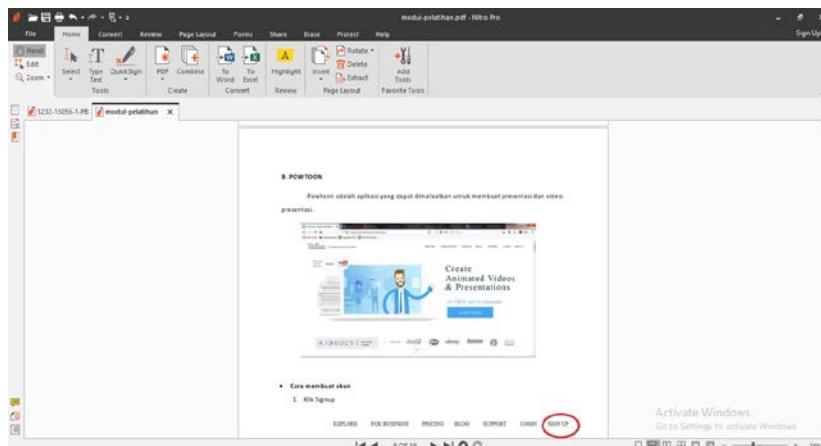 modul-pelatihan.pdf - Nitro Pro
File Home Convert Review Page Layout Forms Share Erase Protect Help
Sign Up
Hand
Edit
Zoom
Select
Type Text
QuickSign
PDF
Combine
To Word
To Excel
Highlight
Insert
Rotate
Delete
Extract
Add Tools
Tools Create Convert Review Page Layout Favorite Tools
modul-pelatihan X
B. POWTOON
Powtoon adalah aplikasi yang dapat dimanfaatkan untuk membuat presentasi dan video
presentasi.
Create
Animated Videos
& Presentations
Cara membuat akun
1. Klik Signup
EXPLORE FOR BUSINESS PRICING BLOG SUPPORT LOGIN SIGN UP
Activate Windows
Go to Settings to activate Windows.